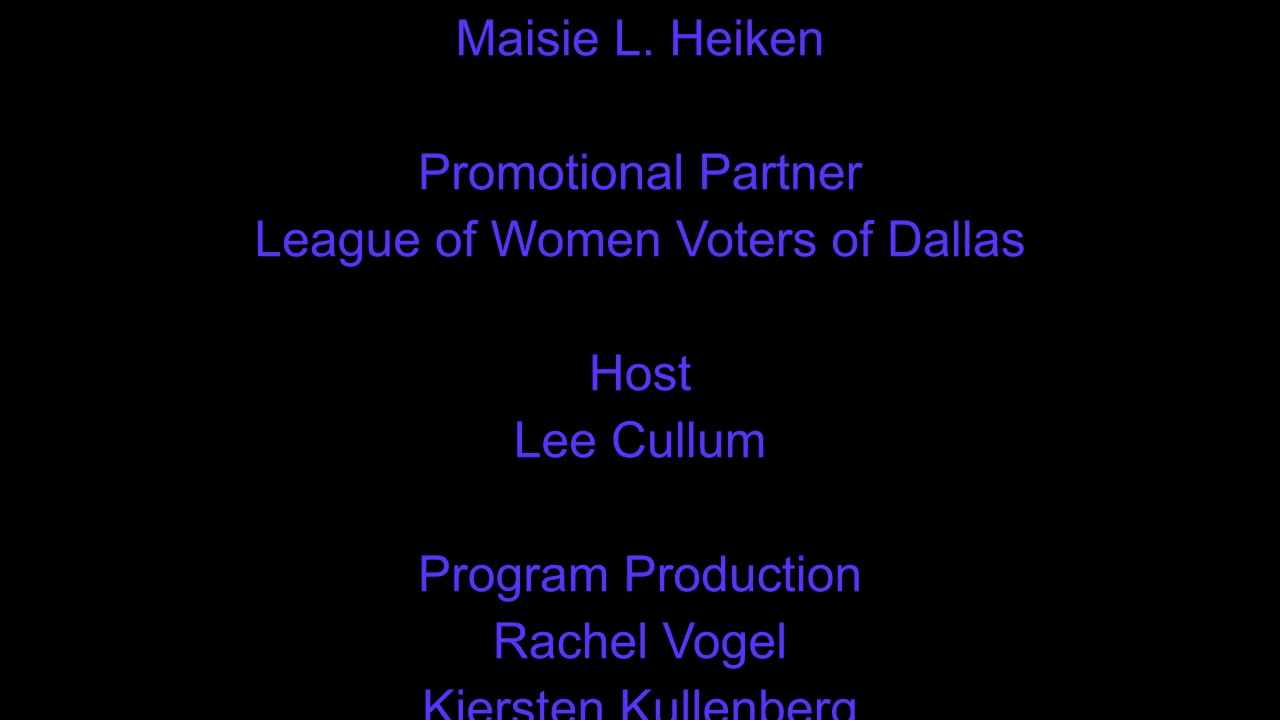 Maisie L. Heiken
Promotional Partner
League of Women Voters of Dallas
Host
Lee Cullum
Program Production
Rachel Vogel
Kiersten Kullenberg